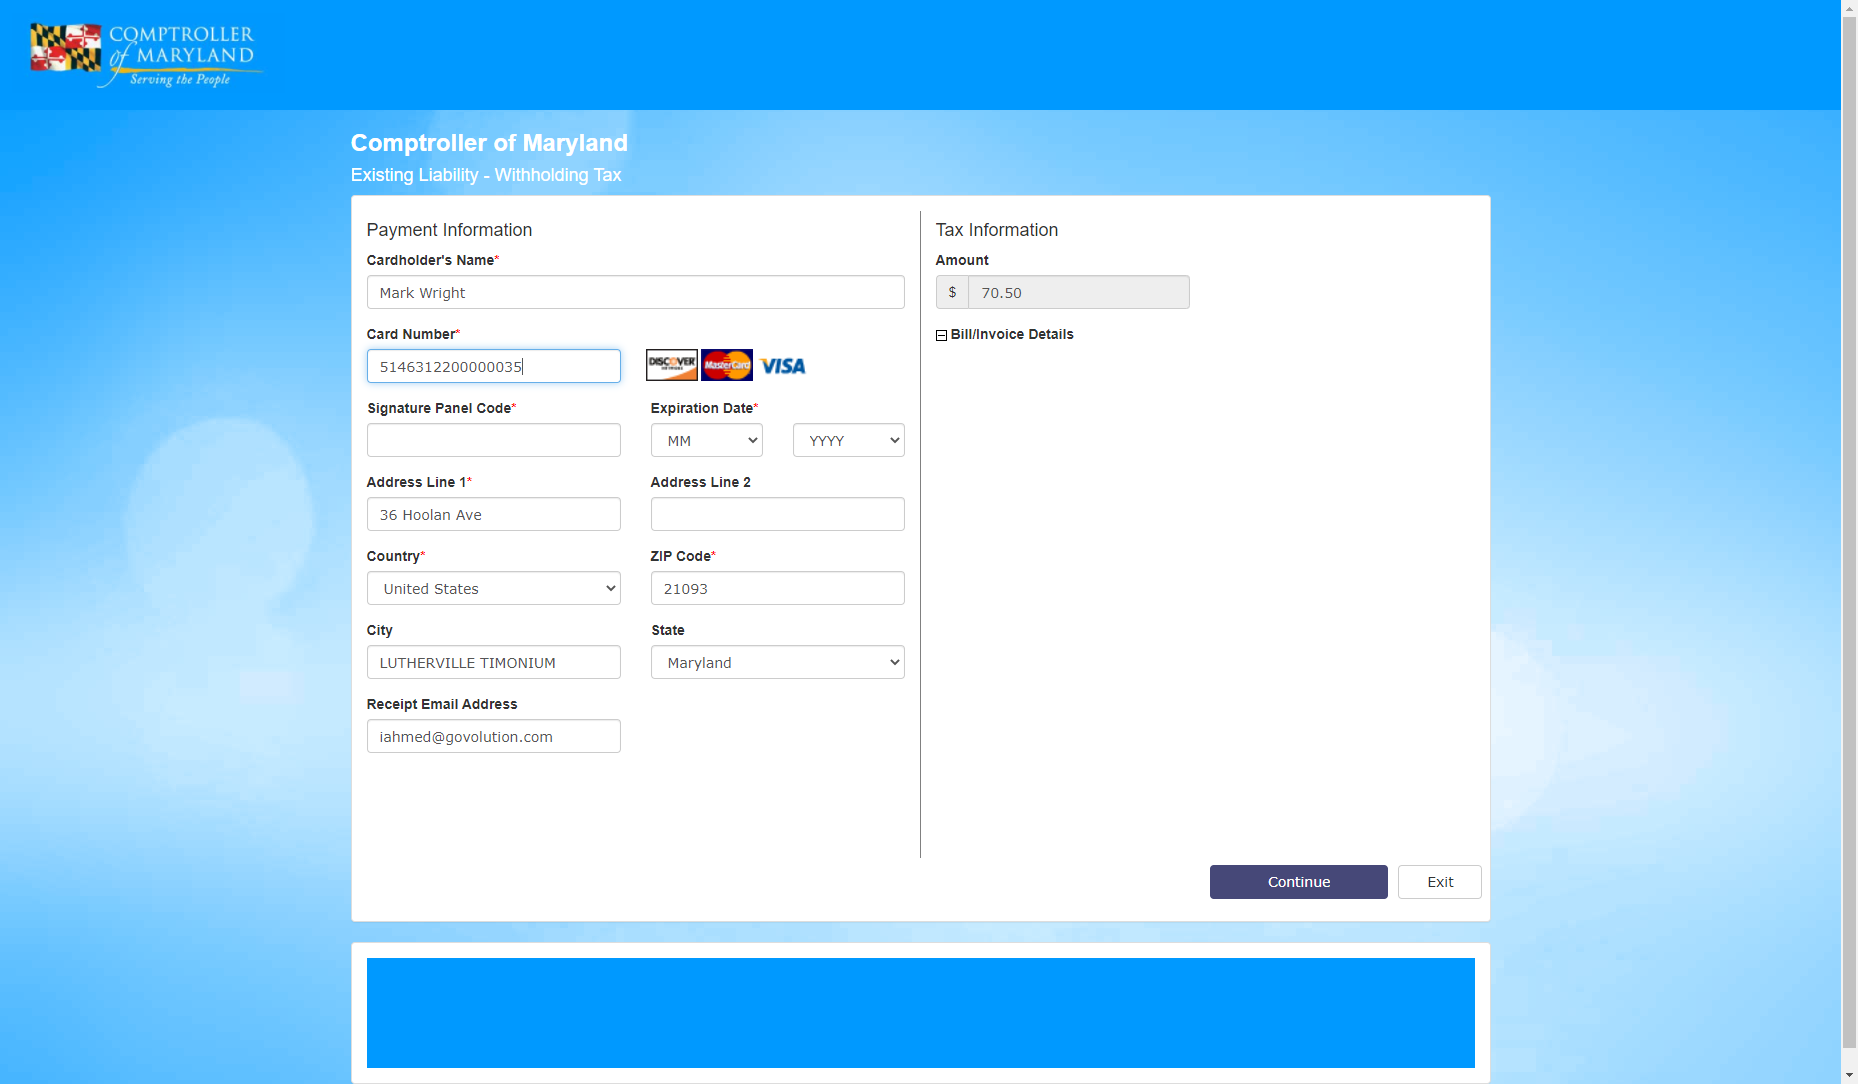 COMPTROLLER
of MARYLAND
Serving the People
Comptroller of Maryland
Existing Liability - Withholding Tax
Payment Information
Cardholder's Name*
Mark Wright
Card Number*
5146312200000035
DISCOVER
MasterCard
VISA
Signature Panel Code*
Expiration Date*
MM
YYYY
Address Line 1*
Address Line 2
36 Hoolan Ave
Country*
ZIP Code*
United States
21093
City
State
LUTHERVILLE TIMONIUM
Maryland
Receipt Email Address
iahmed@govolution.com
Tax Information
Amount
$ 70.50
Bill/Invoice Details
Continue
Exit